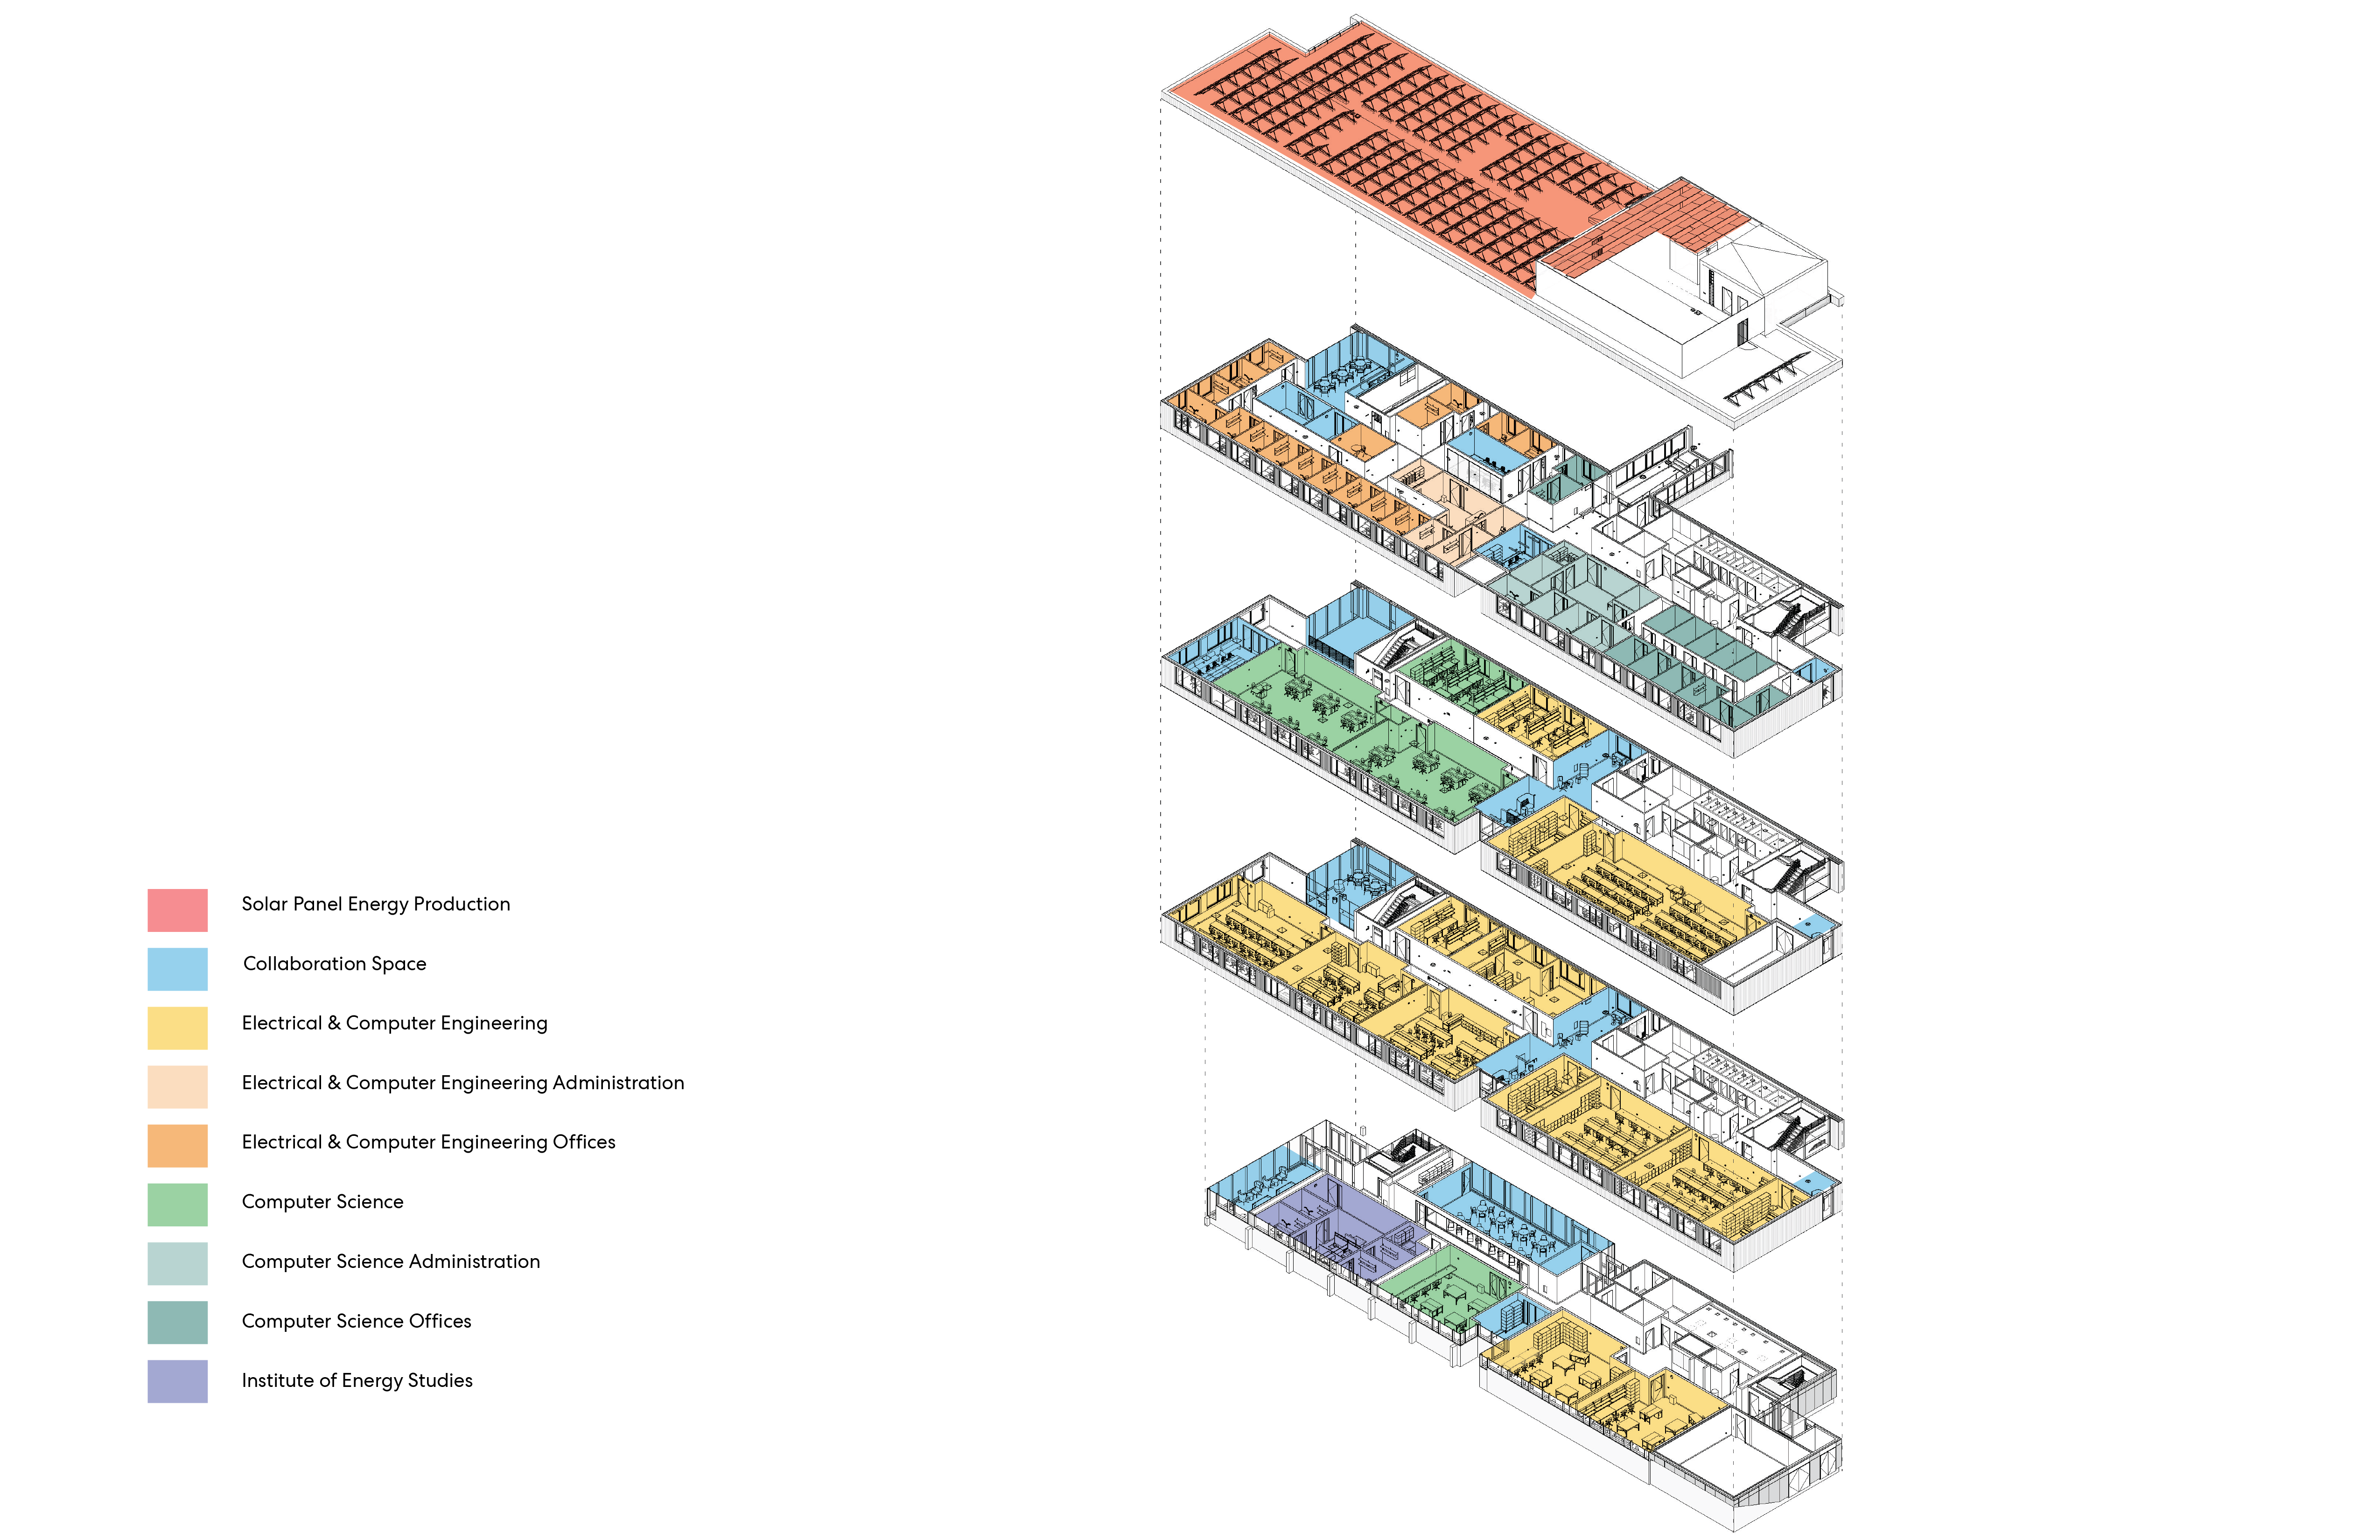 Solar Panel Energy Production
Collaboration Space
Electrical & Computer Engineering
Electrical & Computer Engineering Administration
Electrical & Computer Engineering Offices
Computer Science
Computer Science Administration
Computer Science Offices
Institute of Energy Studies